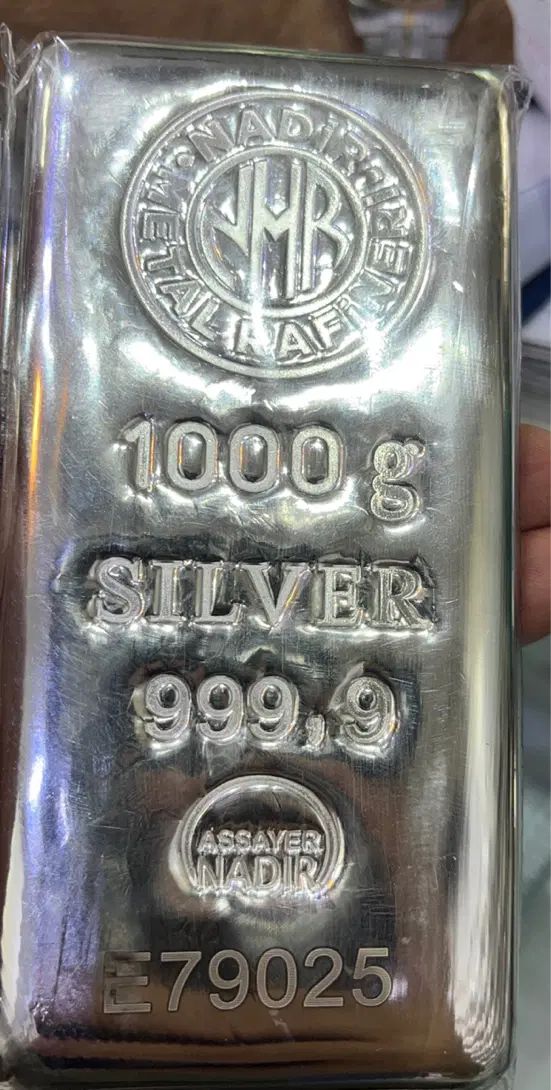 NADİR METAL RAFİNERİ
NMR
1000 g
SILVER
999,9
ASSAYER
NADIR
E79025